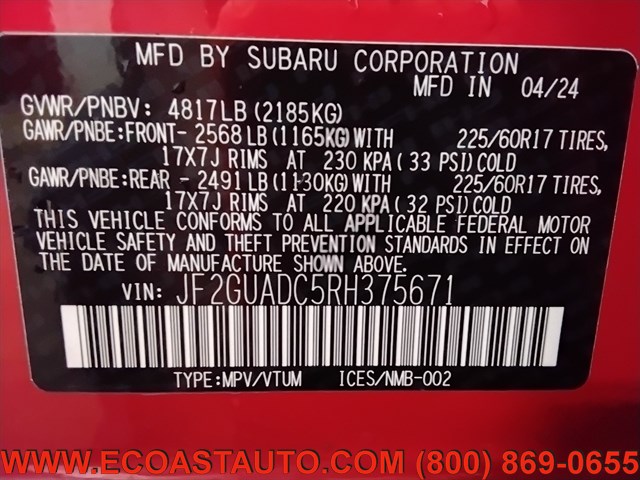 MFD BY SUBARU CORPORATION
MFD IN 04/24
GVWR/PNBV: 4817LB (2185KG)
GAWR/PNBE:FRONT- 2568 LB (1165KG) WITH 225/60R17 TIRES,
17X7J RIMS AT 230 KPA ( 33 PSI) COLD
GAWR/PNBE:REAR - 2491 LB (1130KG) WITH 225/60R17 TIRES,
17X7J RIMS AT 220 KPA ( 32 PSI) COLD
THIS VEHICLE CONFORMS TO ALL APPLICABLE FEDERAL MOTOR
VEHICLE SAFETY AND THEFT PREVENTION STANDARDS IN EFFECT ON
THE DATE OF MANUFACTURE SHOWN ABOVE.
VIN: JF2GUADC5RH375671
TYPE:MPV/VTUM ICES/NMB-002
WWW.ECOASTAUTO.COM (800) 869-0655